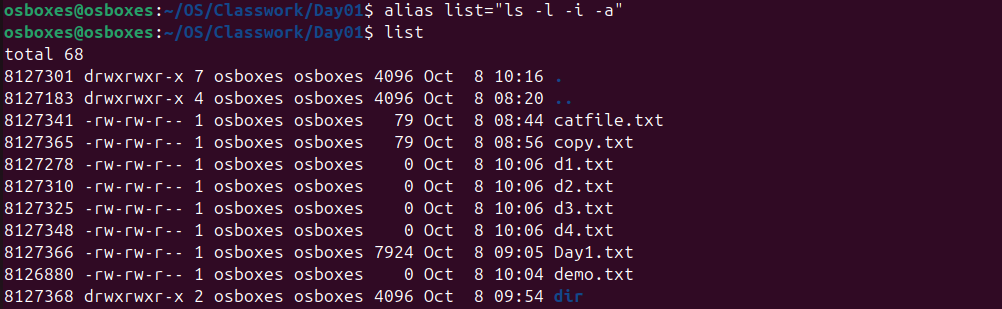 osboxes@osboxes:~/OS/Classwork/Day01$ alias list="ls -l -i -a"
osboxes@osboxes:~/OS/Classwork/Day01$ list
total 68
8127301 drwxrwxr-x 7 osboxes osboxes 4096 Oct  8 10:16 .
8127183 drwxrwxr-x 4 osboxes osboxes 4096 Oct  8 08:20 ..
8127341 -rw-rw-r-- 1 osboxes osboxes   79 Oct  8 08:44 catfile.txt
8127365 -rw-rw-r-- 1 osboxes osboxes   79 Oct  8 08:56 copy.txt
8127278 -rw-rw-r-- 1 osboxes osboxes    0 Oct  8 10:06 d1.txt
8127310 -rw-rw-r-- 1 osboxes osboxes    0 Oct  8 10:06 d2.txt
8127325 -rw-rw-r-- 1 osboxes osboxes    0 Oct  8 10:06 d3.txt
8127348 -rw-rw-r-- 1 osboxes osboxes    0 Oct  8 10:06 d4.txt
8127366 -rw-rw-r-- 1 osboxes osboxes 7924 Oct  8 09:05 Day1.txt
8126880 -rw-rw-r-- 1 osboxes osboxes    0 Oct  8 10:04 demo.txt
8127368 drwxrwxr-x 2 osboxes osboxes 4096 Oct  8 09:54 dir